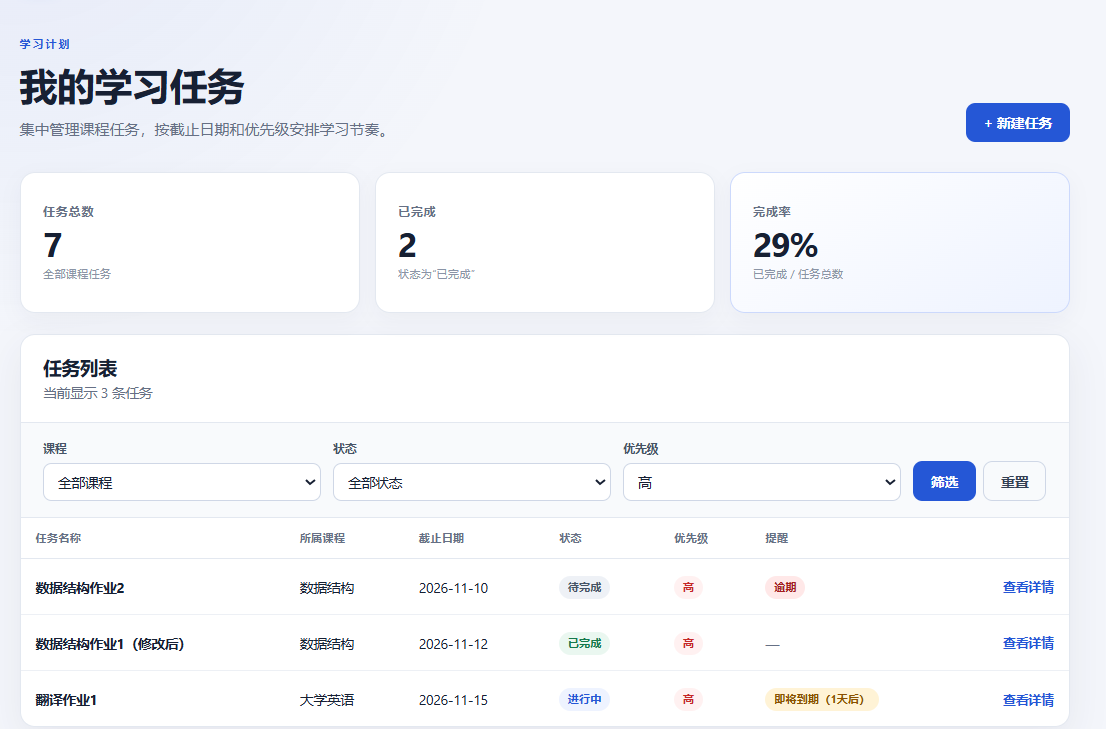 学习计划
我的学习任务
集中管理课程任务，按截止日期和优先级安排学习节奏。
+ 新建任务
任务总数
7
全部课程任务
已完成
2
状态为“已完成”
完成率
29%
已完成 / 任务总数
任务列表
当前显示 3 条任务
课程 状态 优先级
全部课程 全部状态 高 筛选 重置
任务名称 所属课程 截止日期 状态 优先级 提醒
数据结构作业2 数据结构 2026-11-10 待完成 高 逾期 查看详情
数据结构作业1（修改后） 数据结构 2026-11-12 已完成 高 — 查看详情
翻译作业1 大学英语 2026-11-15 进行中 高 即将到期（1天后） 查看详情